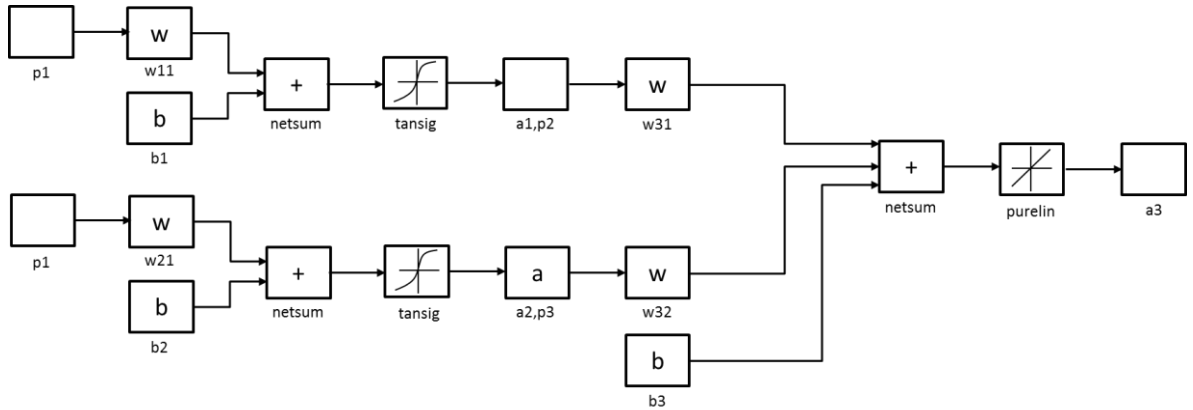 w
p1
w11
b
b1
+
netsum
tansig
a1,p2
w
w31
+
netsum
purelin
a3
w
p1
w21
b
b2
+
netsum
tansig
a
a2,p3
w
w32
b
b3